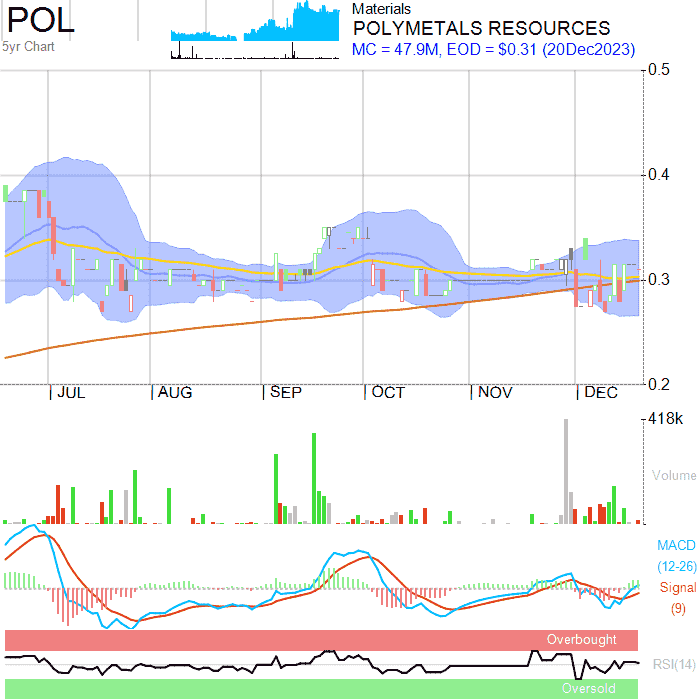 POL
5yr Chart
Materials
POLYMETALS RESOURCES
MC = 47.9M, EOD = $0.31 (20Dec2023)
0.5
0.4
0.3
0.2
JUL
AUG
SEP
OCT
NOV
DEC
418k
Volume
MACD
(12-26)
Signal
(9)
Overbought
RSI(14)
Oversold